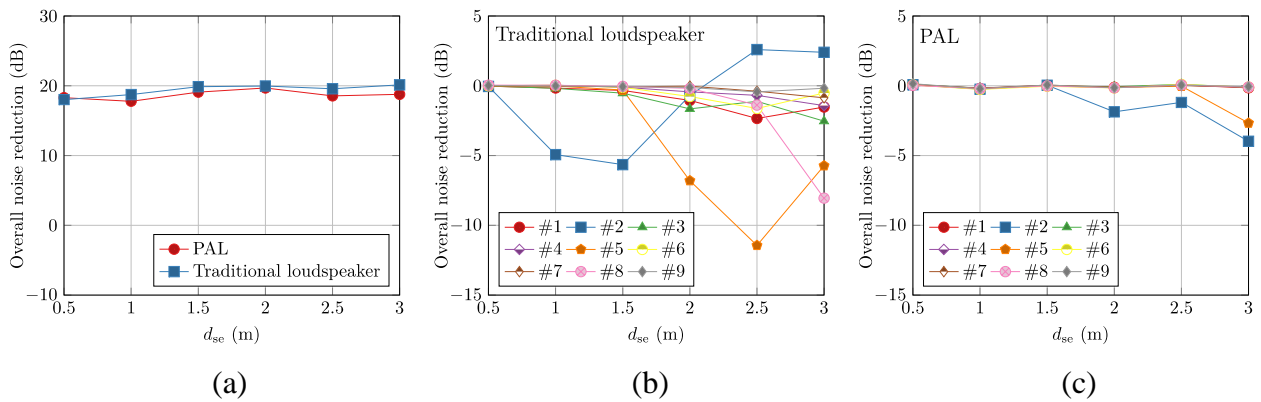 Overall noise reduction (dB)
30
20
10
0
−10
0.5 1 1.5 2 2.5 3
d_se (m)
PAL
Traditional loudspeaker
(a)
Overall noise reduction (dB)
Traditional loudspeaker
5
0
−5
−10
−15
0.5 1 1.5 2 2.5 3
d_se (m)
#1 #2 #3
#4 #5 #6
#7 #8 #9
(b)
Overall noise reduction (dB)
PAL
5
0
−5
−10
−15
0.5 1 1.5 2 2.5 3
d_se (m)
#1 #2 #3
#4 #5 #6
#7 #8 #9
(c)